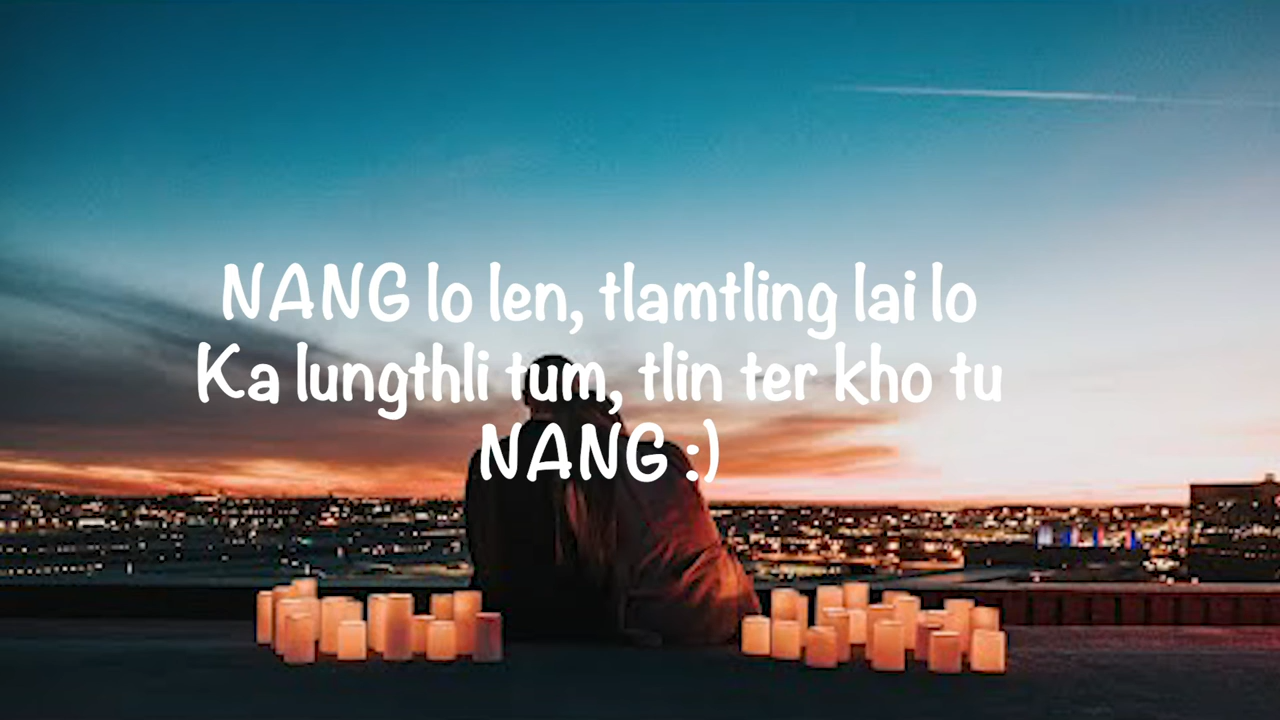 NANG lo len, tlamtling lai lo
Ka lungthli tum, tlin ter kho tu
NANG :)